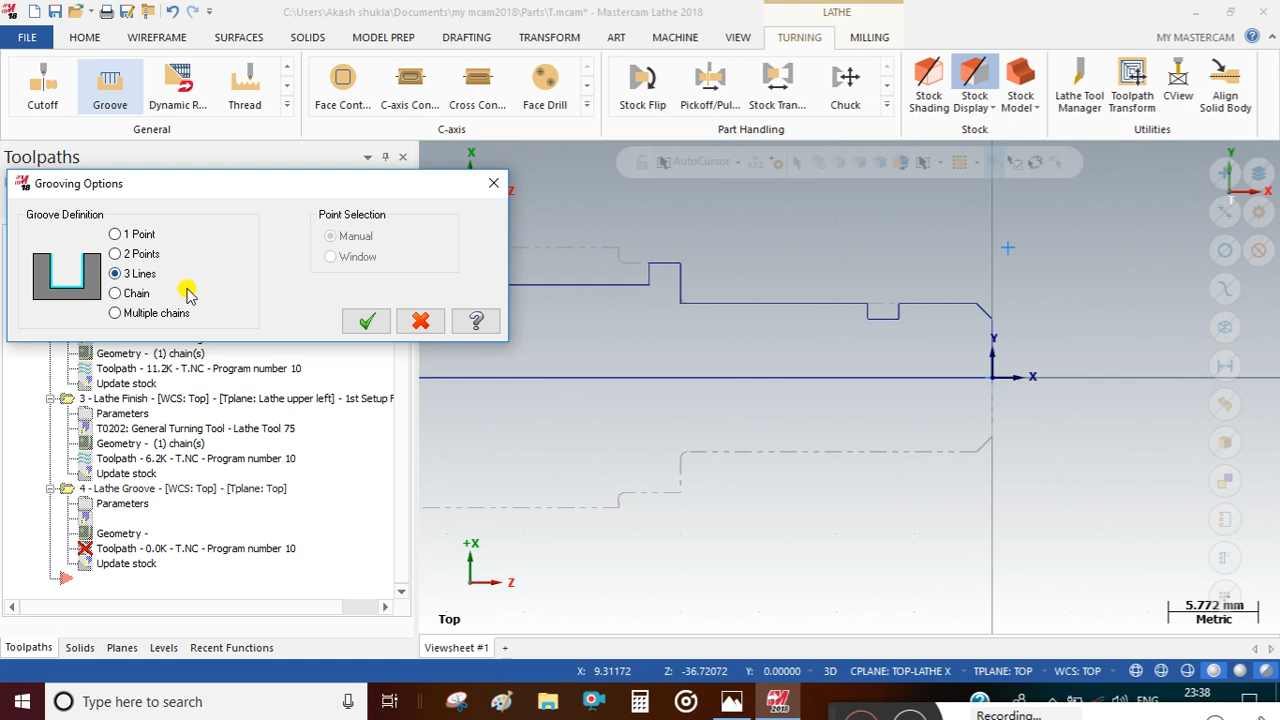 C:\Users\Akash shukla\Documents\my mcam2018\Parts\T.mcam* - Mastercam Lathe 2018
LATHE
FILE HOME WIREFRAME SURFACES SOLIDS MODEL PREP DRAFTING TRANSFORM ART MACHINE VIEW TURNING MILLING MY MASTERCAM
Cutoff Groove Dynamic R... Thread Face Cont... C-axis Con... Cross Con... Face Drill Stock Flip Pickoff/Pul... Stock Tran... Chuck Stock Shading Stock Display Stock Model Lathe Tool Manager Toolpath Transform CView Align Solid Body
General C-axis Part Handling Stock Utilities
Toolpaths
AutoCursor
X
Z
Y
X
Grooving Options
Groove Definition
1 Point
2 Points
3 Lines
Chain
Multiple chains
Point Selection
Manual
Window
Geometry - (1) chain(s)
Toolpath - 11.2K - T.NC - Program number 10
Update stock
3 - Lathe Finish - [WCS: Top] - [Tplane: Lathe upper left] - 1st Setup F
Parameters
T0202: General Turning Tool - Lathe Tool 75
Geometry - (1) chain(s)
Toolpath - 6.2K - T.NC - Program number 10
Update stock
4 - Lathe Groove - [WCS: Top] - [Tplane: Top]
Parameters
Geometry -
Toolpath - 0.0K - T.NC - Program number 10
Update stock
Y
X
+X
Z
Top
5.772 mm
Metric
Toolpaths Solids Planes Levels Recent Functions
Viewsheet #1 +
X: 9.31172 Z: -36.72072 Y: 0.00000 3D CPLANE: TOP-LATHE X TPLANE: TOP WCS: TOP
Type here to search
ENG
23:38
Recording...